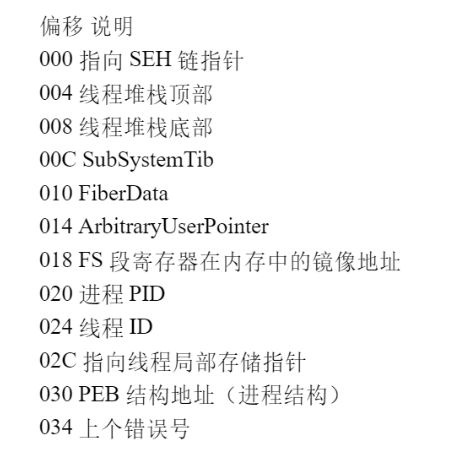 偏移 说明
000 指向 SEH 链指针
004 线程堆栈顶部
008 线程堆栈底部
00C SubSystemTib
010 FiberData
014 ArbitraryUserPointer
018 FS 段寄存器在内存中的镜像地址
020 进程 PID
024 线程 ID
02C 指向线程局部存储指针
030 PEB 结构地址（进程结构）
034 上个错误号